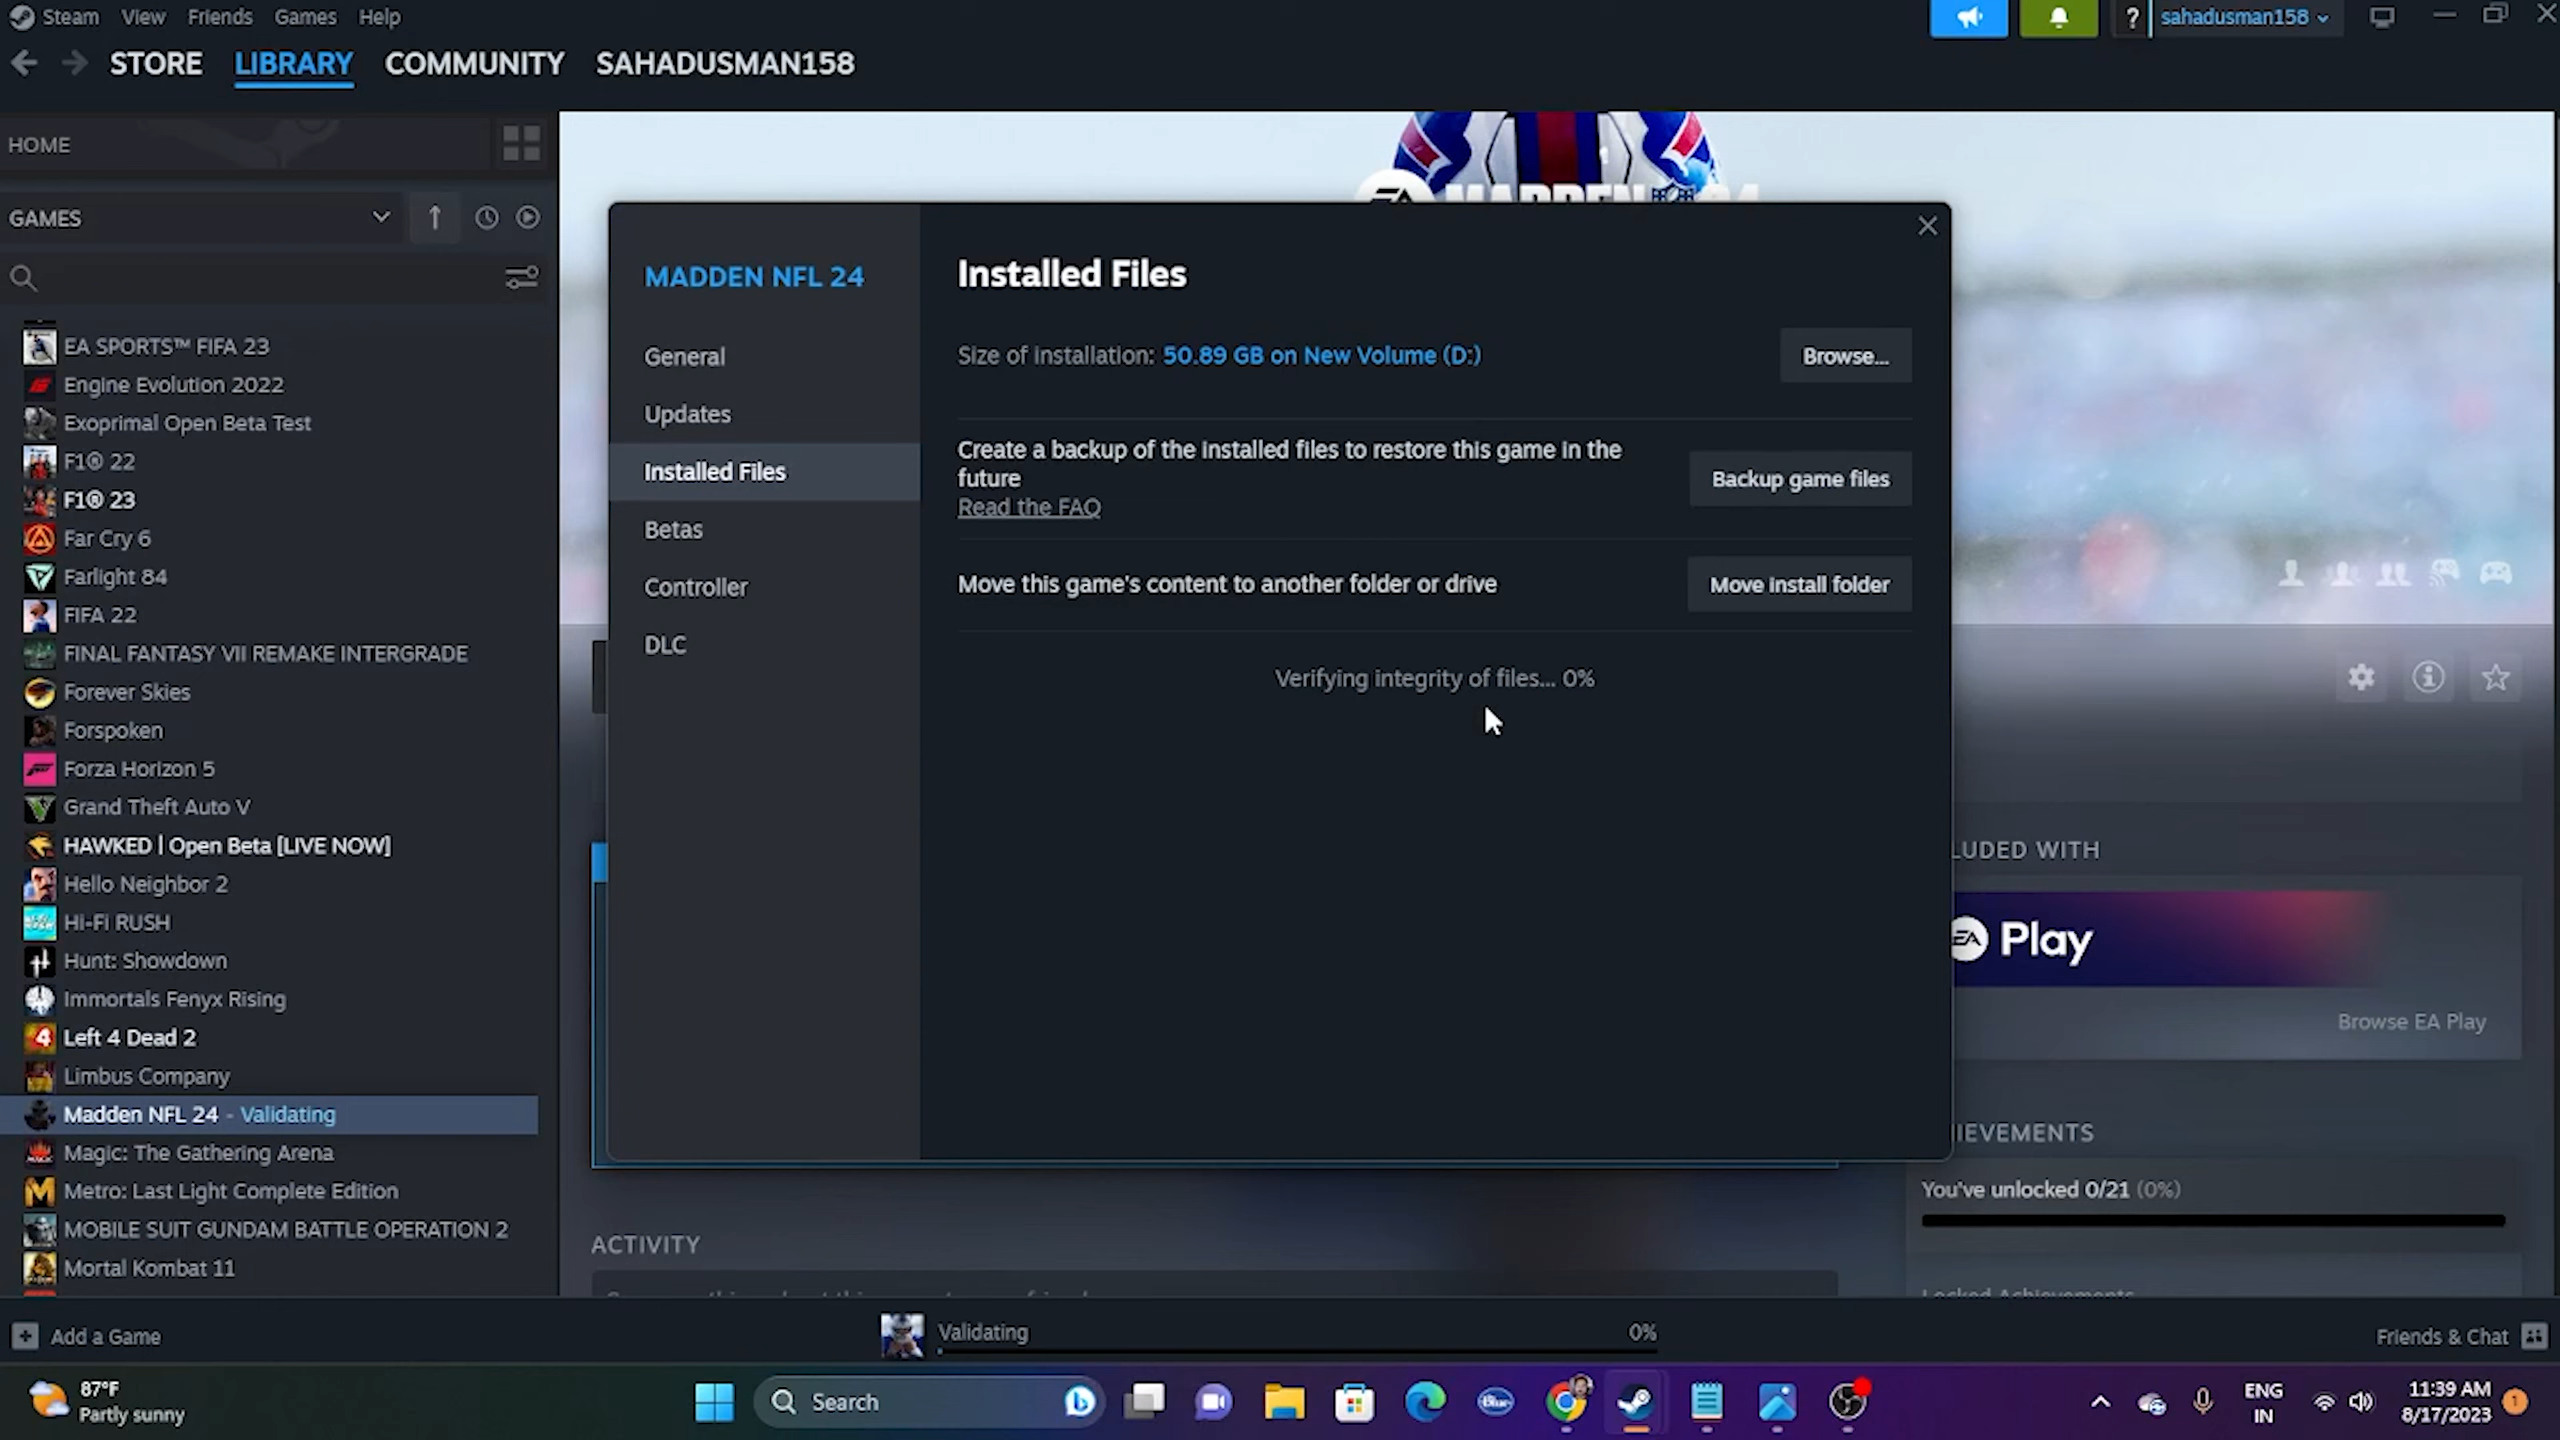 Steam View Friends Games Help
? sahadusman158
STORE LIBRARY COMMUNITY SAHADUSMAN158
HOME
GAMES
EA SPORTS™ FIFA 23
Engine Evolution 2022
Exoprimal Open Beta Test
F1® 22
F1® 23
Far Cry 6
Farlight 84
FIFA 22
FINAL FANTASY VII REMAKE INTERGRADE
Forever Skies
Forspoken
Forza Horizon 5
Grand Theft Auto V
HAWKED | Open Beta [LIVE NOW]
Hello Neighbor 2
Hi-Fi RUSH
Hunt: Showdown
Immortals Fenyx Rising
Left 4 Dead 2
Limbus Company
Madden NFL 24 - Validating
Magic: The Gathering Arena
Metro: Last Light Complete Edition
MOBILE SUIT GUNDAM BATTLE OPERATION 2
Mortal Kombat 11
MADDEN NFL 24
General
Updates
Installed Files
Betas
Controller
DLC
Installed Files
Size of installation: 50.89 GB on New Volume (D:)
Browse...
Create a backup of the installed files to restore this game in the
future
Read the FAQ
Backup game files
Move this game's content to another folder or drive
Move install folder
Verifying integrity of files... 0%
LUDED WITH
EA Play
Browse EA Play
IEVEMENTS
You've unlocked 0/21 (0%)
ACTIVITY
Add a Game
Validating 0%
Friends & Chat
87°F
Partly sunny
Search
Blue
ENG
IN
11:39 AM
8/17/2023
1